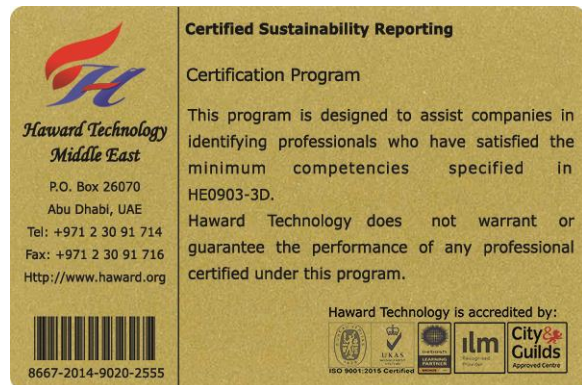 Haward Technology
Middle East
P.O. Box 26070
Abu Dhabi, UAE
Tel: +971 2 30 91 714
Fax: +971 2 30 91 716
Http://www.haward.org
8667-2014-9020-2555
Certified Sustainability Reporting
Certification Program
This program is designed to assist companies in
identifying professionals who have satisfied the
minimum competencies specified in
HE0903-3D.
Haward Technology does not warrant or
guarantee the performance of any professional
certified under this program.
Haward Technology is accredited by:
UKAS
ISO 9001:2015 Certified
LEARNING
PARTNER
ilm
Recognised
Provider
City&
Guilds
Approved Centre